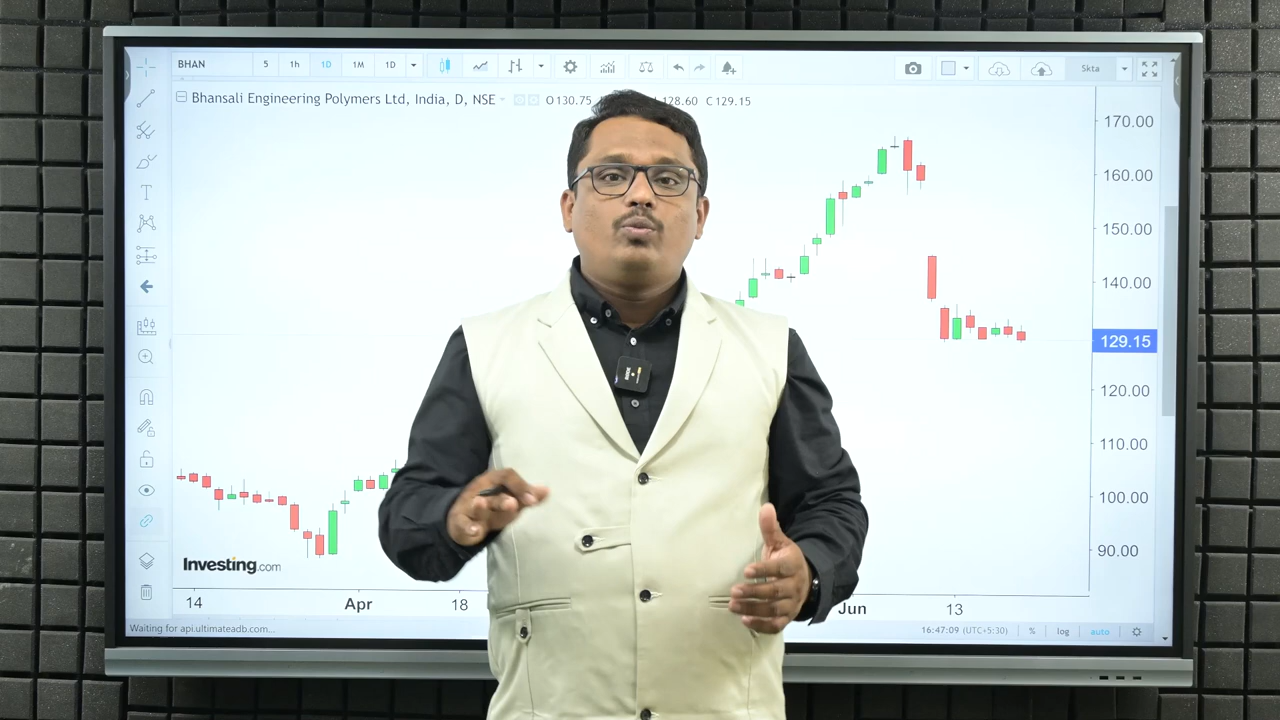 BHAN 5 1h 1D 1M 1D Skta
Bhansali Engineering Polymers Ltd, India, D, NSE O130.75 128.60 C129.15
170.00
160.00
150.00
140.00
129.15
120.00
110.00
100.00
90.00
Investing.com
14 Apr 18 Jun 13
Waiting for api.ultimateadb.com... 16:47:09 (UTC+5:30) % log auto